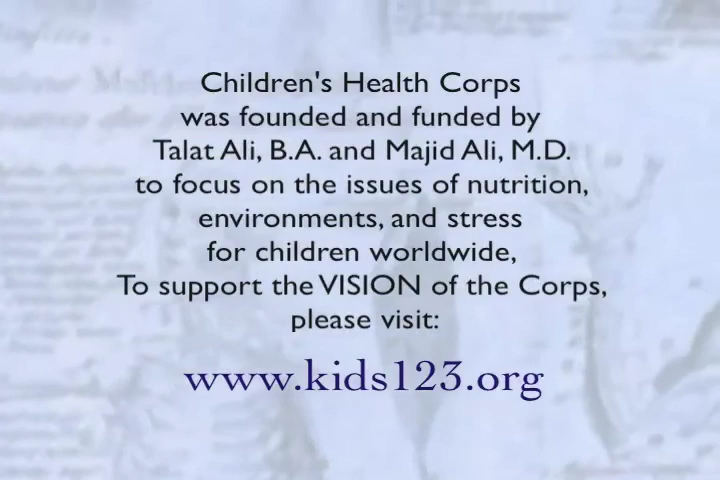 Children's Health Corps
was founded and funded by
Talat Ali, B.A. and Majid Ali, M.D.
to focus on the issues of nutrition,
environments, and stress
for children worldwide,
To support the VISION of the Corps,
please visit:
www.kids123.org